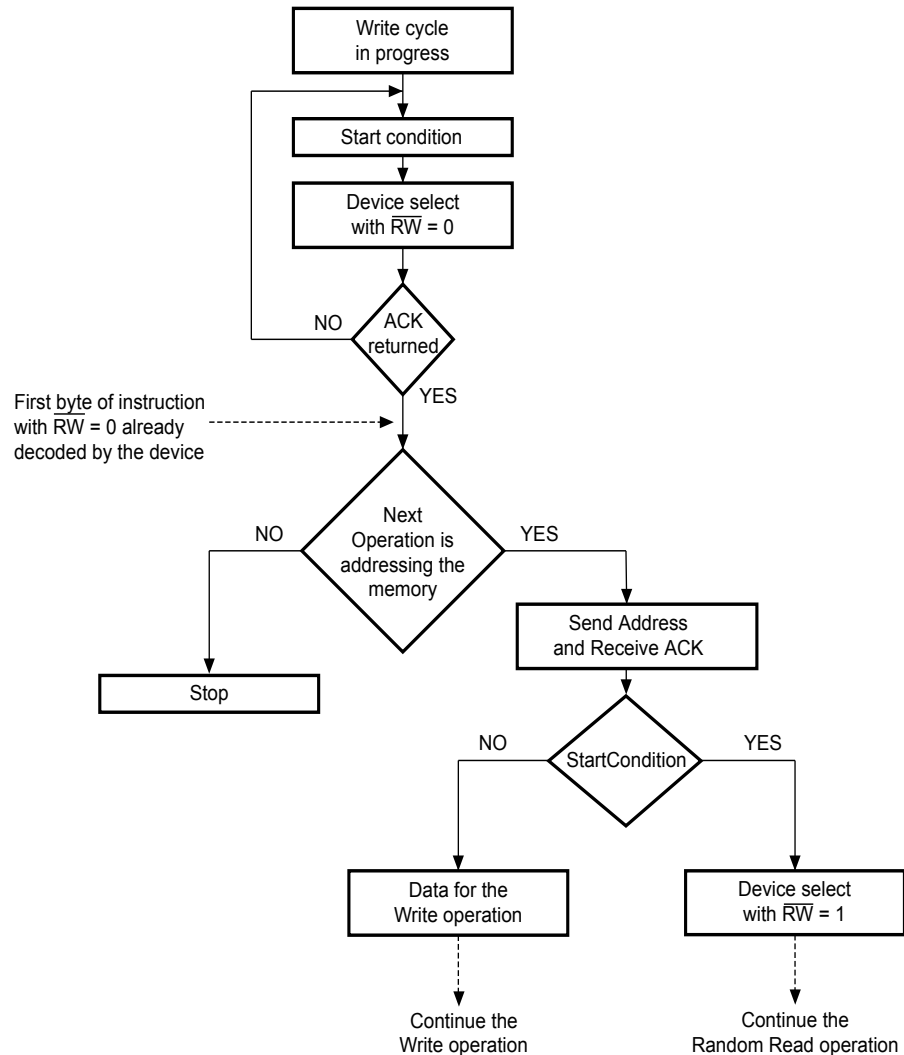 Write cycle
in progress
Start condition
Device select
with R̅W̅ = 0
NO
ACK
returned
YES
First byte of instruction
with R̅W̅ = 0 already
decoded by the device
NO
Next
Operation is
addressing the
memory
YES
Send Address
and Receive ACK
Stop
NO
StartCondition
YES
Data for the
Write operation
Device select
with R̅W̅ = 1
Continue the
Write operation
Continue the
Random Read operation